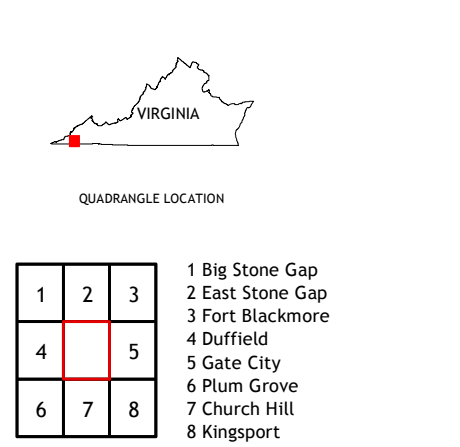 VIRGINIA
QUADRANGLE LOCATION
1 2 3
4 5
6 7 8
1 Big Stone Gap
2 East Stone Gap
3 Fort Blackmore
4 Duffield
5 Gate City
6 Plum Grove
7 Church Hill
8 Kingsport